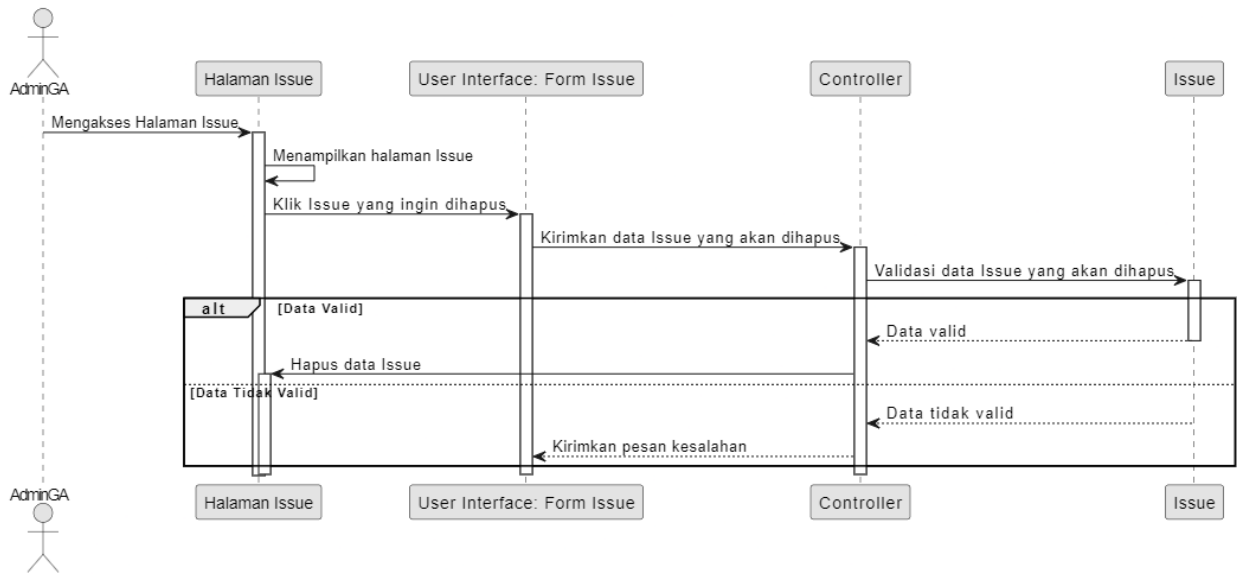 AdminGA
Halaman Issue
User Interface: Form Issue
Controller
Issue
Mengakses Halaman Issue
Menampilkan halaman Issue
Klik Issue yang ingin dihapus
Kirimkan data Issue yang akan dihapus
Validasi data Issue yang akan dihapus
alt
[Data Valid]
Data valid
Hapus data Issue
[Data Tidak Valid]
Data tidak valid
Kirimkan pesan kesalahan
AdminGA
Halaman Issue
User Interface: Form Issue
Controller
Issue